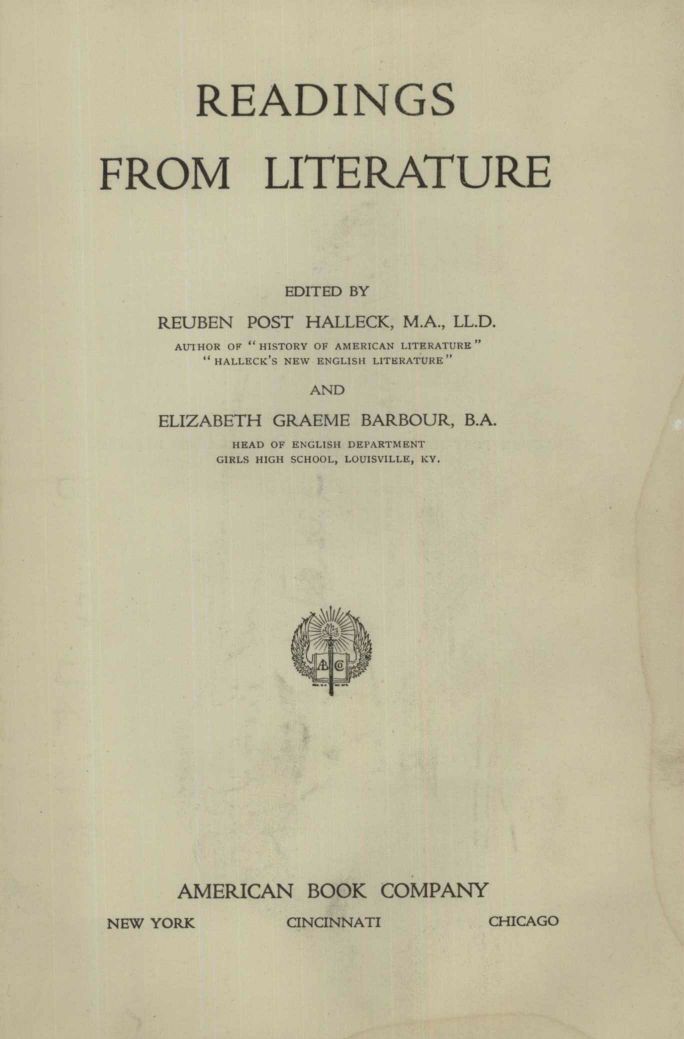 READINGS
FROM LITERATURE
EDITED BY
REUBEN POST HALLECK, M.A., LL.D.
AUTHOR OF "HISTORY OF AMERICAN LITERATURE"
"HALLECK'S NEW ENGLISH LITERATURE"
AND
ELIZABETH GRAEME BARBOUR, B.A.
HEAD OF ENGLISH DEPARTMENT
GIRLS HIGH SCHOOL, LOUISVILLE, KY.
AMERICAN BOOK COMPANY
NEW YORK CINCINNATI CHICAGO